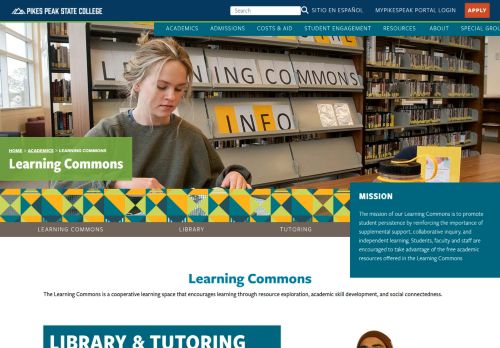 PIKES PEAK STATE COLLEGE
Search
SITIO EN ESPAÑOL
MYPIKESPEAK PORTAL LOGIN
APPLY
ACADEMICS ADMISSIONS COSTS & AID STUDENT ENGAGEMENT RESOURCES ABOUT SPECIAL GROU
LEARNING COMMONS
INFO
HOME > ACADEMICS > LEARNING COMMONS
Learning Commons
MISSION
The mission of our Learning Commons is to promote
student persistence by reinforcing the importance of
supplemental support, collaborative inquiry, and
independent learning. Students, faculty and staff are
encouraged to take advantage of the free academic
resources offered in the Learning Commons
LEARNING COMMONS LIBRARY TUTORING
Learning Commons
The Learning Commons is a cooperative learning space that encourages learning through resource exploration, academic skill development, and social connectedness.
LIBRARY & TUTORING